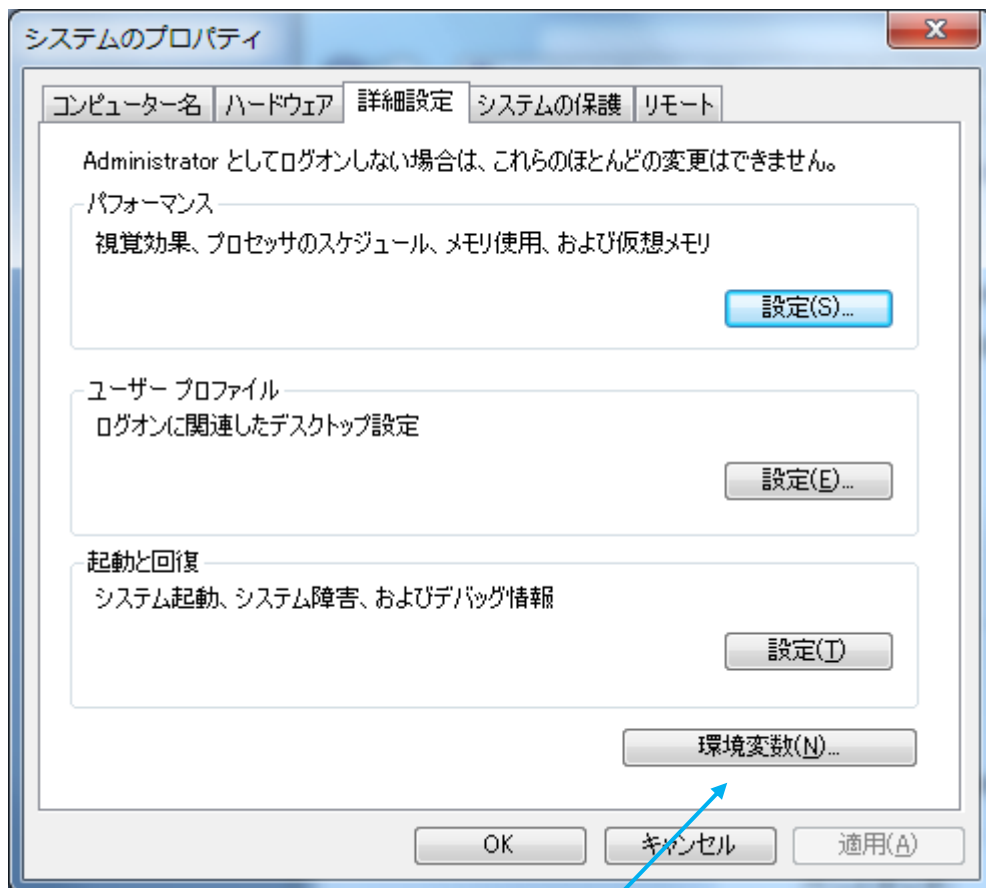 システムのプロパティ
コンピューター名 ハードウェア 詳細設定 システムの保護 リモート
Administrator としてログオンしない場合は、これらのほとんどの変更はできません。
パフォーマンス
視覚効果、プロセッサのスケジュール、メモリ使用、および仮想メモリ
設定(S)...
ユーザー プロファイル
ログオンに関連したデスクトップ設定
設定(E)...
起動と回復
システム起動、システム障害、およびデバッグ情報
設定(T)
環境変数(N)...
OK キャンセル 適用(A)